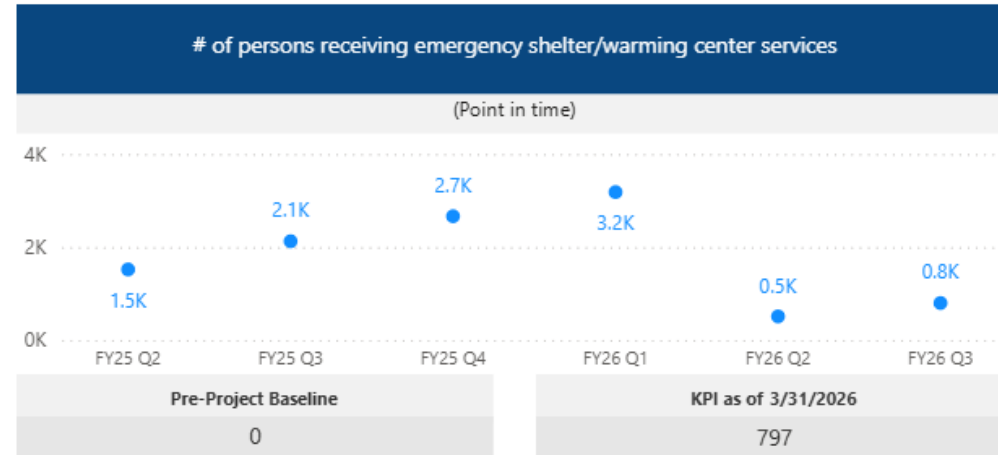 # of persons receiving emergency shelter/warming center services
(Point in time)
4K
2.7K
2.1K
3.2K
2K
0.8K
0.5K
1.5K
0K
FY25 Q2 FY25 Q3 FY25 Q4 FY26 Q1 FY26 Q2 FY26 Q3
Pre-Project Baseline KPI as of 3/31/2026
0 797